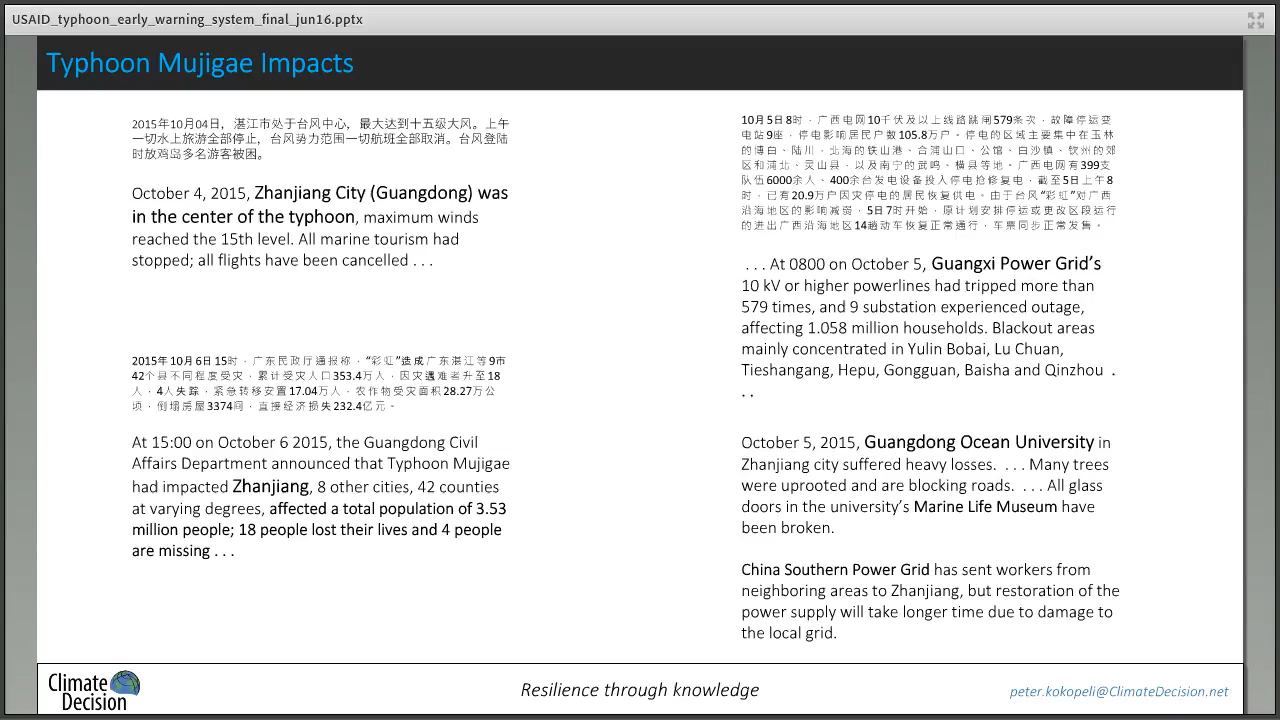 USAID_typhoon_early_warning_system_final_jun16.pptx
Typhoon Mujigae Impacts
2015年10月04日，湛江市处于台风中心，最大达到十五级大风。上午
一切水上旅游全部停止，台风势力范围一切航班全部取消。台风登陆
时放鸡岛多名游客被困。
October 4, 2015, Zhanjiang City (Guangdong) was
in the center of the typhoon, maximum winds
reached the 15th level. All marine tourism had
stopped; all flights have been cancelled . . .
2015年10月6日15时，广东民政厅通报称，“彩虹”造成广东湛江等9市
42个县不同程度受灾，累计受灾人口353.4万人，因灾遇难者升至18
人，4人失踪，紧急转移安置17.04万人，农作物受灾面积28.27万公
顷，倒塌房屋3374间，直接经济损失232.4亿元。
At 15:00 on October 6 2015, the Guangdong Civil
Affairs Department announced that Typhoon Mujigae
had impacted Zhanjiang, 8 other cities, 42 counties
at varying degrees, affected a total population of 3.53
million people; 18 people lost their lives and 4 people
are missing . . .
10月5日8时，广西电网10千伏及以上线路跳闸579条次，故障停运变
电站9座，停电影响居民户数105.8万户。停电的区域主要集中在玉林
的博白、陆川，北海的铁山港。合浦山口、公馆、白沙镇、钦州的郊
区和浦北、灵山县，以及南宁的武鸣、横县等地。广西电网有399支
队伍6000余人、400余台发电设备投入停电抢修复电，截至5日上午8
时，已有20.9万户因灾停电的居民恢复供电。由于台风“彩虹”对广西
沿海地区的影响减弱，5日7时开始，原计划安排停运或更改区段运行
的进出广西沿海地区14趟动车恢复正常通行，车票同步正常发售。
. . . At 0800 on October 5, Guangxi Power Grid’s
10 kV or higher powerlines had tripped more than
579 times, and 9 substation experienced outage,
affecting 1.058 million households. Blackout areas
mainly concentrated in Yulin Bobai, Lu Chuan,
Tieshangang, Hepu, Gongguan, Baisha and Qinzhou .
. .
October 5, 2015, Guangdong Ocean University in
Zhanjiang city suffered heavy losses. . . . Many trees
were uprooted and are blocking roads. . . . All glass
doors in the university’s Marine Life Museum have
been broken.
China Southern Power Grid has sent workers from
neighboring areas to Zhanjiang, but restoration of the
power supply will take longer time due to damage to
the local grid.
Climate
Decision
Resilience through knowledge
peter.kokopeli@ClimateDecision.net